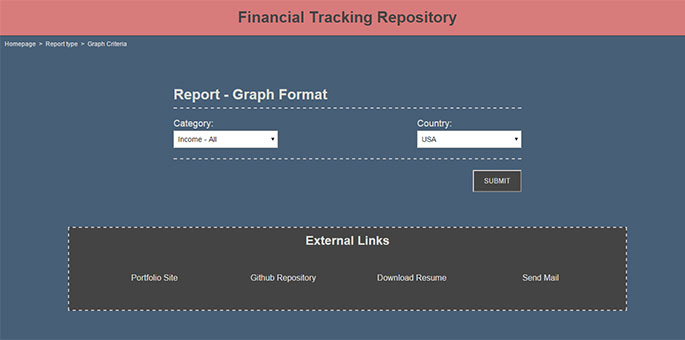 Financial Tracking Repository
Homepage > Report type > Graph Criteria
Report - Graph Format
Category: Country:
Income - All USA
SUBMIT
External Links
Portfolio Site Github Repository Download Resume Send Mail